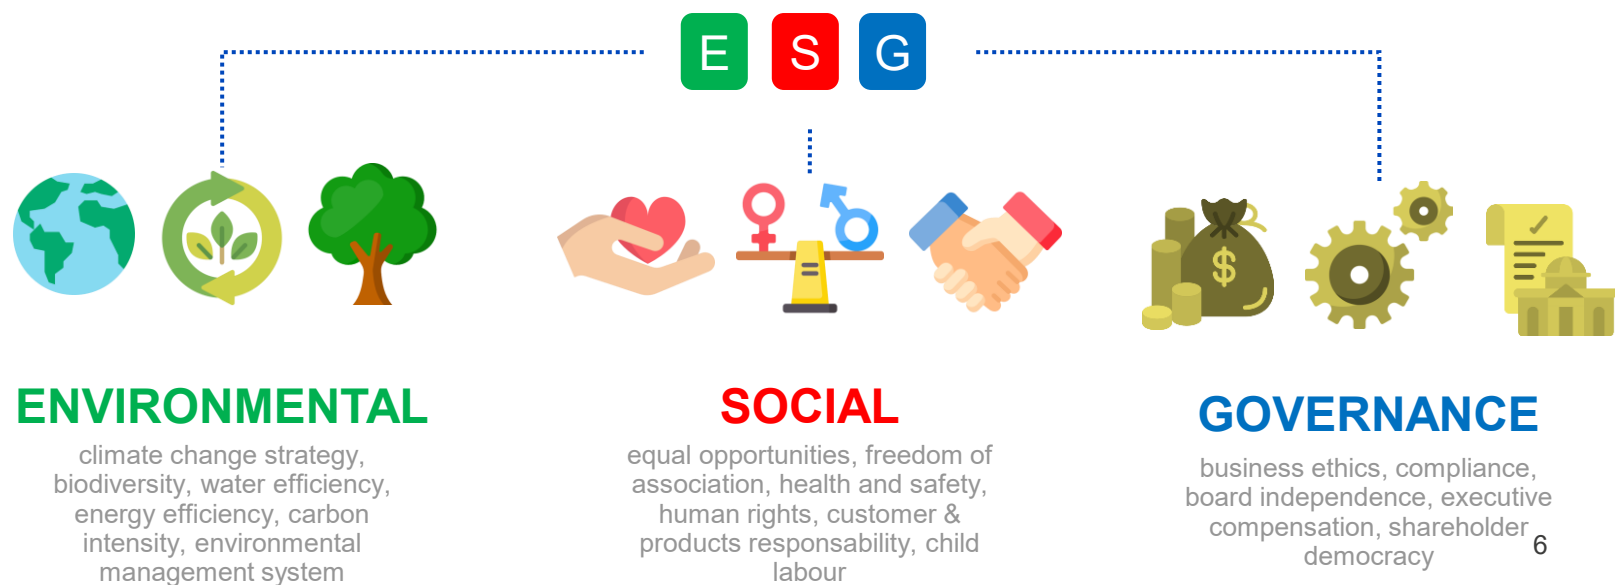 E S G
ENVIRONMENTAL
climate change strategy,
biodiversity, water efficiency,
energy efficiency, carbon
intensity, environmental
management system
SOCIAL
equal opportunities, freedom of
association, health and safety,
human rights, customer &
products responsability, child
labour
$
GOVERNANCE
business ethics, compliance,
board independence, executive
compensation, shareholder
democracy
6